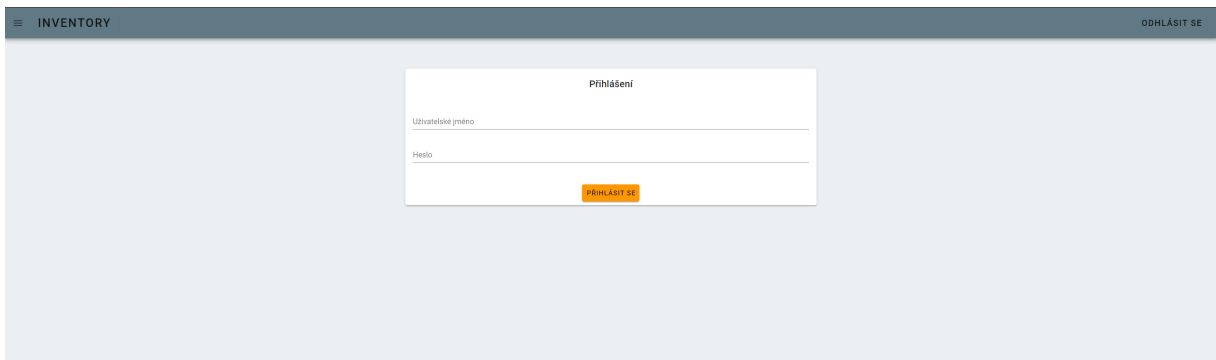 INVENTORY
ODHLÁSIT SE
Přihlášení
Uživatelské jméno
Heslo
PŘIHLÁSIT SE